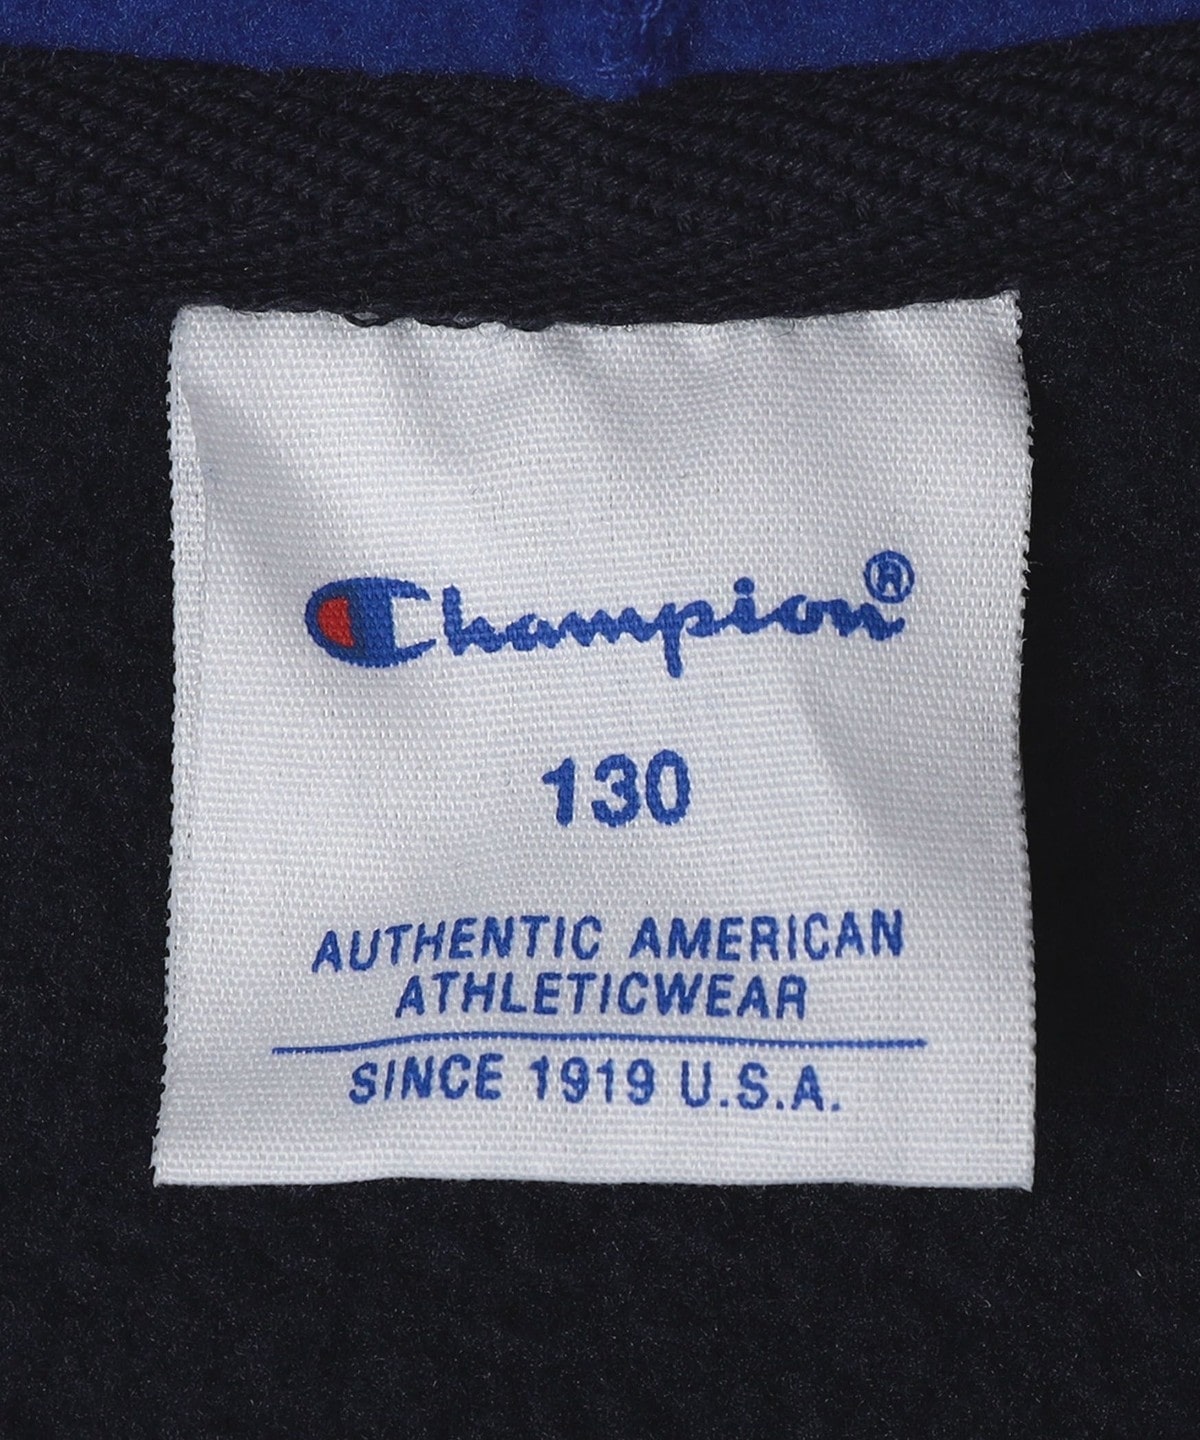 Champion®
130
AUTHENTIC AMERICAN
ATHLETICWEAR
SINCE 1919 U.S.A.